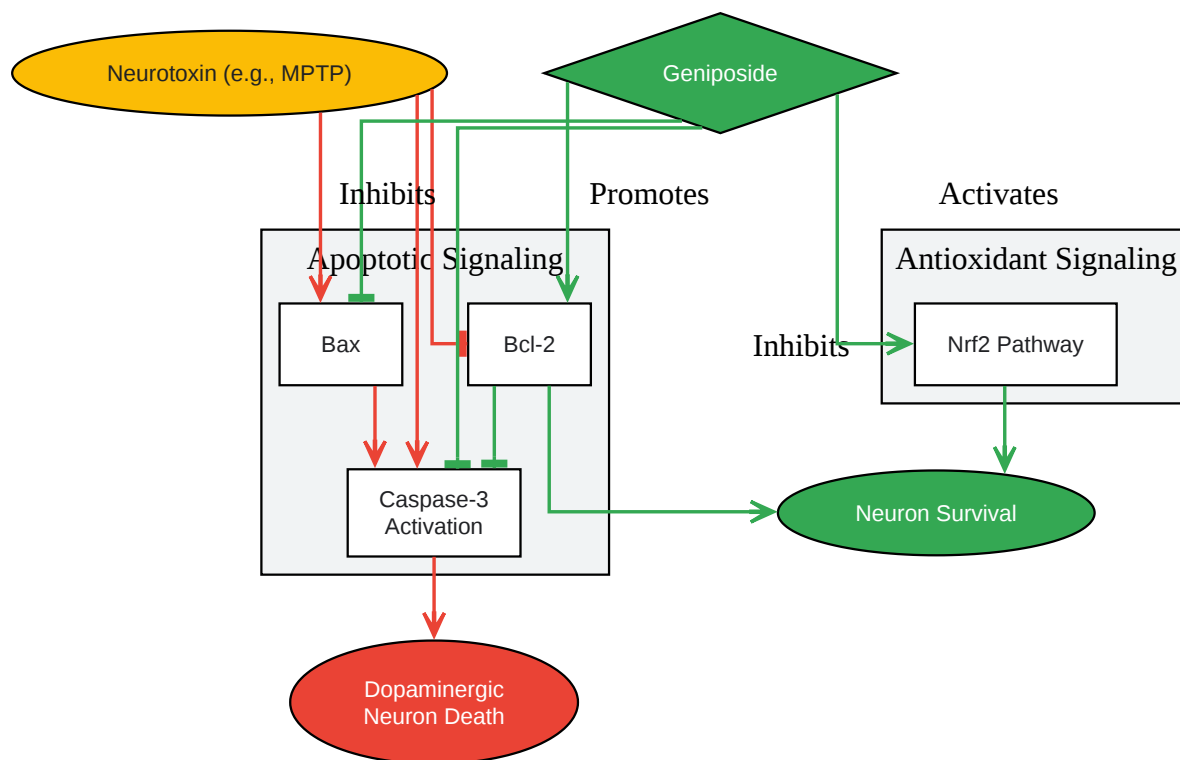 Neurotoxin (e.g., MPTP)
Geniposide
Inhibits
Promotes
Activates
Apoptotic Signaling
Antioxidant Signaling
Bax
Bcl-2
Inhibits
Nrf2 Pathway
Caspase-3
Activation
Neuron Survival
Dopaminergic
Neuron Death